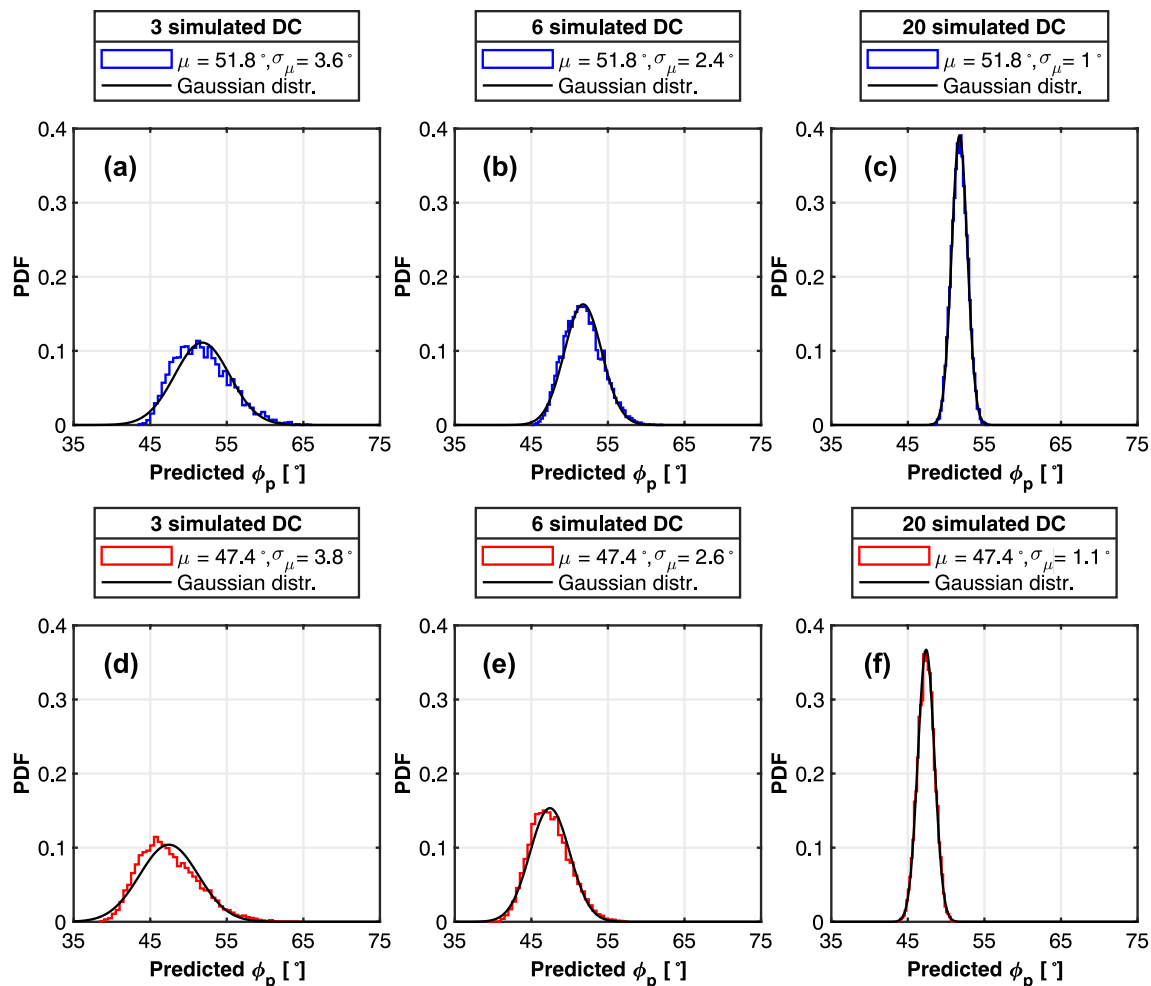 3 simulated DC
μ = 51.8 °,σμ= 3.6°
Gaussian distr.
6 simulated DC
μ = 51.8 °,σμ= 2.4°
Gaussian distr.
20 simulated DC
μ = 51.8 °,σμ= 1°
Gaussian distr.
(a)
PDF
0.4
0.3
0.2
0.1
0
35 45 55 65 75
Predicted ϕp [ ° ]
(b)
PDF
0.4
0.3
0.2
0.1
0
35 45 55 65 75
Predicted ϕp [ ° ]
(c)
PDF
0.4
0.3
0.2
0.1
0
35 45 55 65 75
Predicted ϕp [ ° ]
3 simulated DC
μ = 47.4 °,σμ= 3.8°
Gaussian distr.
6 simulated DC
μ = 47.4 °,σμ= 2.6°
Gaussian distr.
20 simulated DC
μ = 47.4 °,σμ= 1.1°
Gaussian distr.
(d)
PDF
0.4
0.3
0.2
0.1
0
35 45 55 65 75
Predicted ϕp [ ° ]
(e)
PDF
0.4
0.3
0.2
0.1
0
35 45 55 65 75
Predicted ϕp [ ° ]
(f)
PDF
0.4
0.3
0.2
0.1
0
35 45 55 65 75
Predicted ϕp [ ° ]